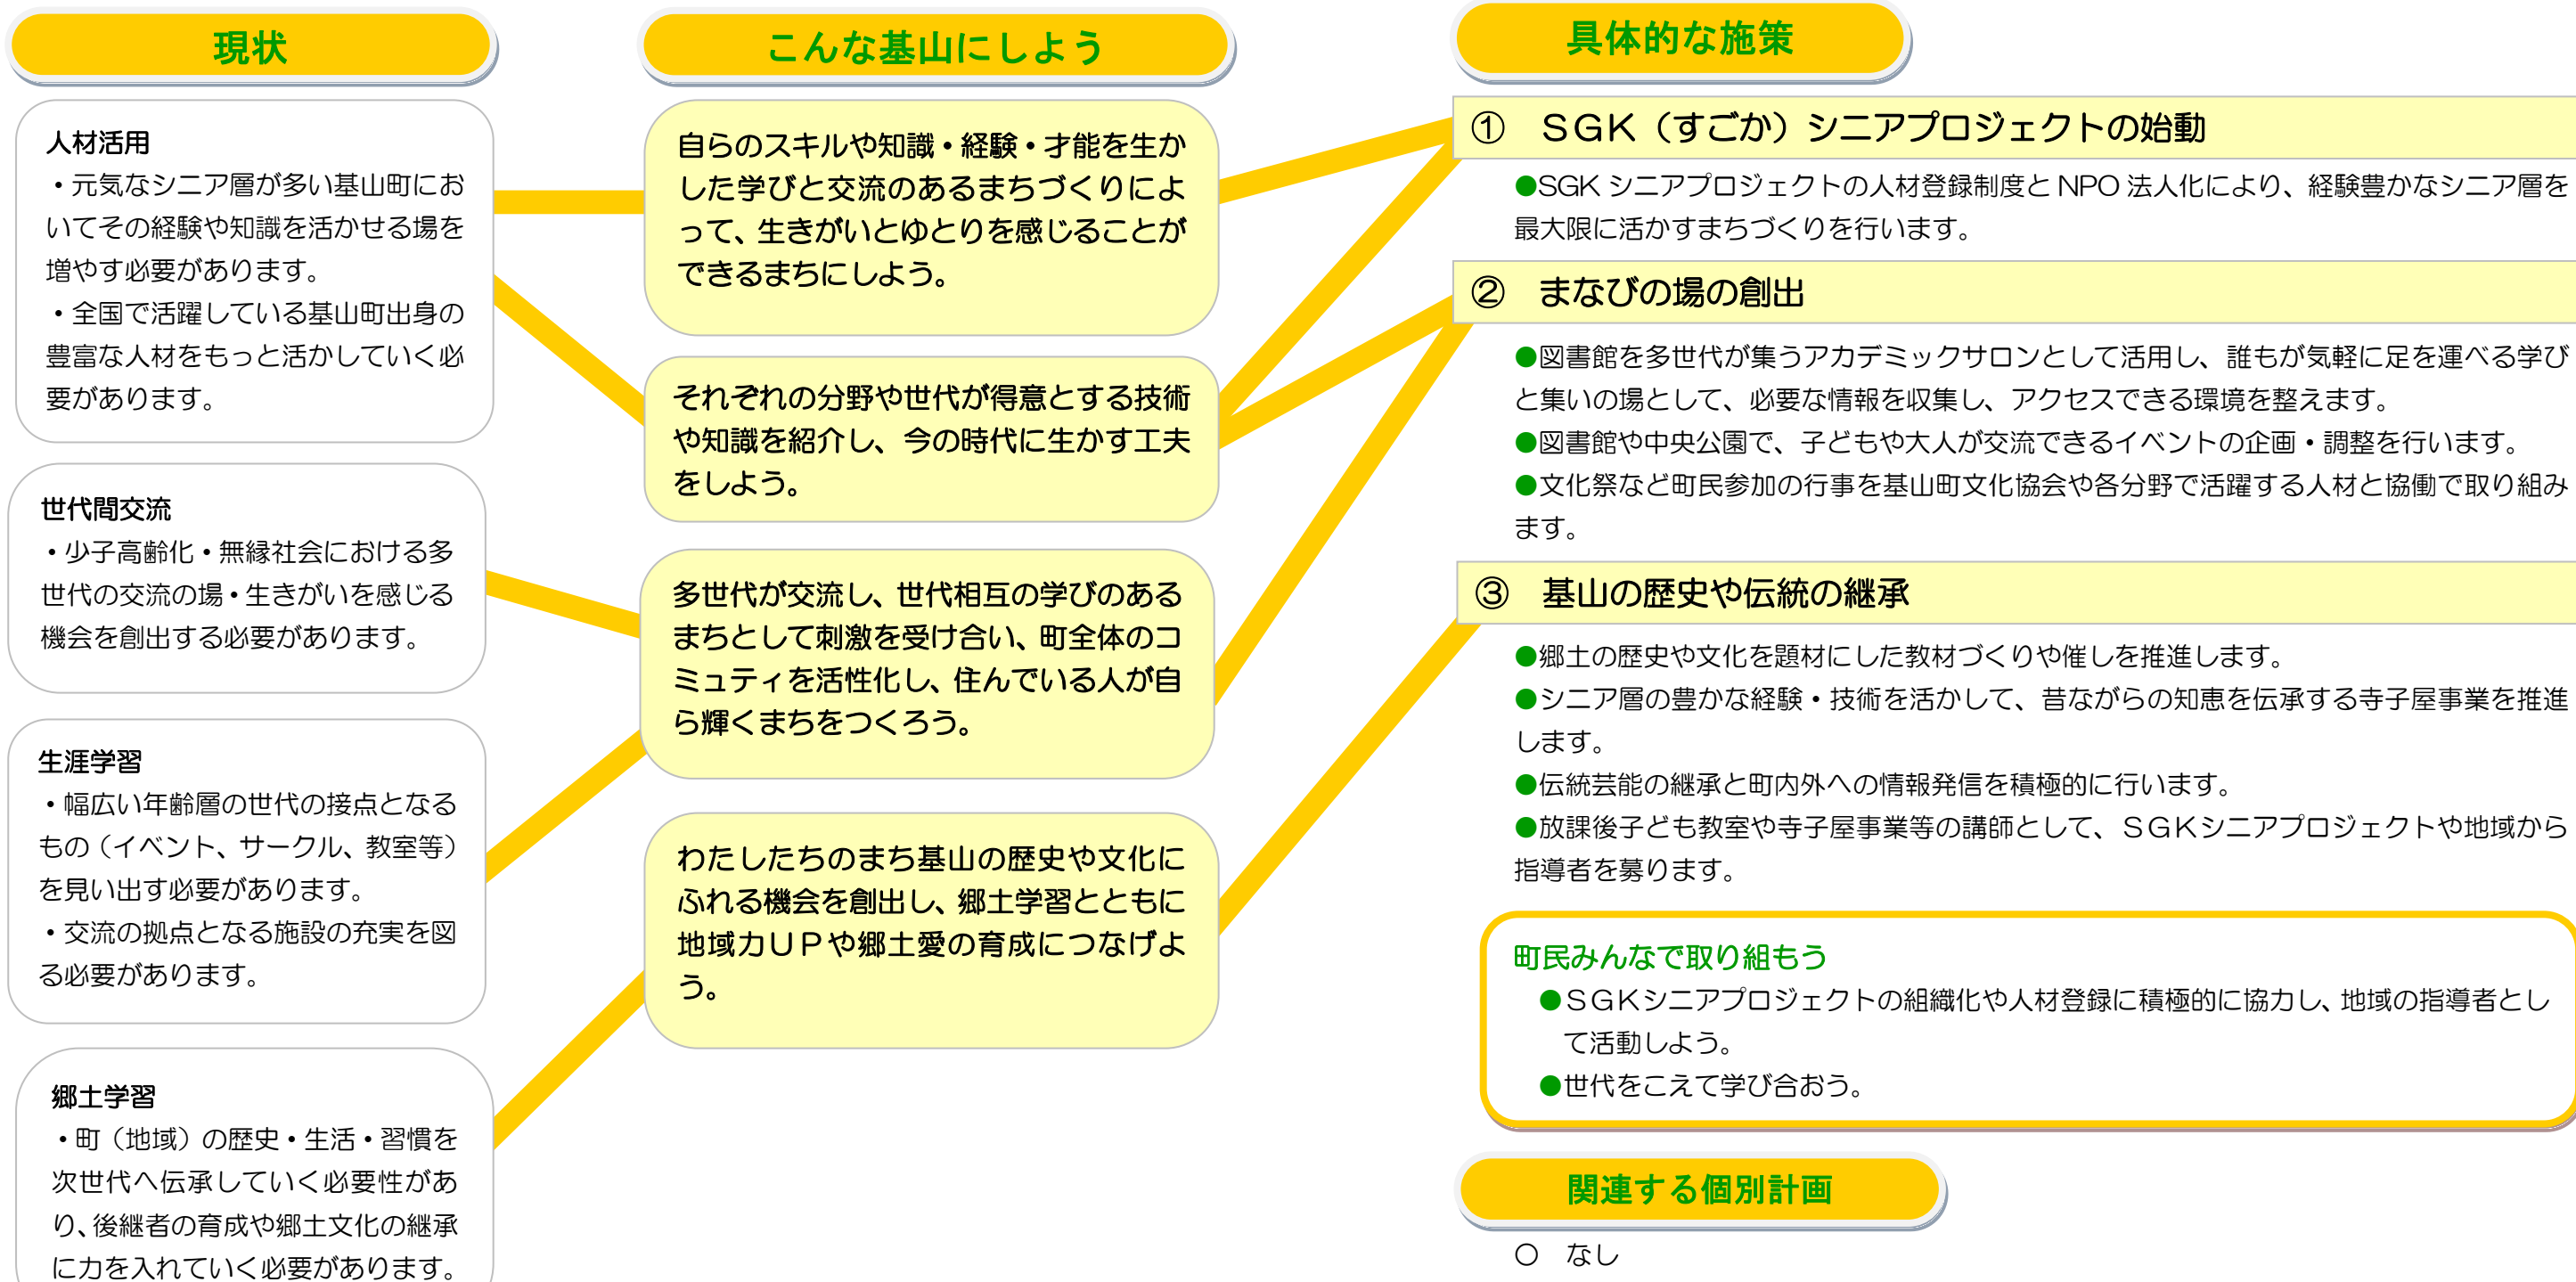 現状
人材活用
・元気なシニア層が多い基山町にお
いてその経験や知識を活かせる場を
増やす必要があります。
・全国で活躍している基山町出身の
豊富な人材をもっと活かしていく必
要があります。
世代間交流
・少子高齢化・無縁社会における多
世代の交流の場・生きがいを感じる
機会を創出する必要があります。
生涯学習
・幅広い年齢層の世代の接点となる
もの（イベント、サークル、教室等）
を見い出す必要があります。
・交流の拠点となる施設の充実を図
る必要があります。
郷土学習
・町（地域）の歴史・生活・習慣を
次世代へ伝承していく必要性があ
り、後継者の育成や郷土文化の継承
に力を入れていく必要があります。
こんな基山にしよう
自らのスキルや知識・経験・才能を生か
した学びと交流のあるまちづくりによ
って、生きがいとゆとりを感じることが
できるまちにしよう。
それぞれの分野や世代が得意とする技術
や知識を紹介し、今の時代に生かす工夫
をしよう。
多世代が交流し、世代相互の学びのある
まちとして刺激を受け合い、町全体のコ
ミュティを活性化し、住んでいる人が自
ら輝くまちをつくろう。
わたしたちのまち基山の歴史や文化に
ふれる機会を創出し、郷土学習とともに
地域力ＵＰや郷土愛の育成につなげよ
う。
具体的な施策
①　ＳＧＫ（すごか）シニアプロジェクトの始動
●SGK シニアプロジェクトの人材登録制度と NPO 法人化により、経験豊かなシニア層を
最大限に活かすまちづくりを行います。
②　まなびの場の創出
●図書館を多世代が集うアカデミックサロンとして活用し、誰もが気軽に足を運べる学び
と集いの場として、必要な情報を収集し、アクセスできる環境を整えます。
●図書館や中央公園で、子どもや大人が交流できるイベントの企画・調整を行います。
●文化祭など町民参加の行事を基山町文化協会や各分野で活躍する人材と協働で取り組み
ます。
③　基山の歴史や伝統の継承
●郷土の歴史や文化を題材にした教材づくりや催しを推進します。
●シニア層の豊かな経験・技術を活かして、昔ながらの知恵を伝承する寺子屋事業を推進
します。
●伝統芸能の継承と町内外への情報発信を積極的に行います。
●放課後子ども教室や寺子屋事業等の講師として、ＳＧＫシニアプロジェクトや地域から
指導者を募ります。
町民みんなで取り組もう
●ＳＧＫシニアプロジェクトの組織化や人材登録に積極的に協力し、地域の指導者とし
て活動しよう。
●世代をこえて学び合おう。
関連する個別計画
○　なし